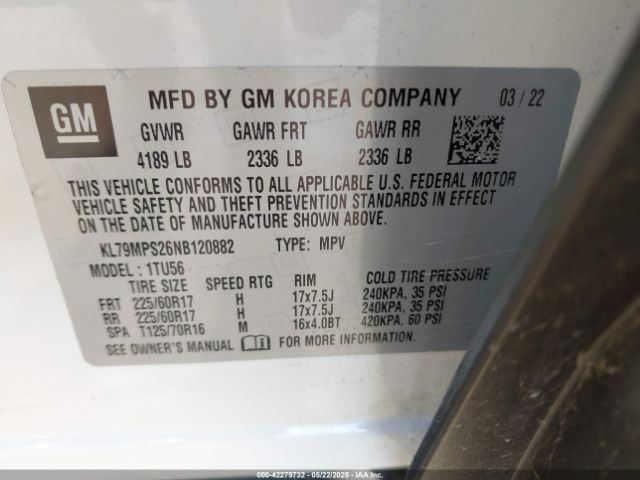 GM MFD BY GM KOREA COMPANY 03 / 22
GVWR GAWR FRT GAWR RR
4189 LB 2336 LB 2336 LB
THIS VEHICLE CONFORMS TO ALL APPLICABLE U.S. FEDERAL MOTOR
VEHICLE SAFETY AND THEFT PREVENTION STANDARDS IN EFFECT
ON THE DATE OF MANUFACTURE SHOWN ABOVE.
KL79MPS26NB120882 TYPE: MPV
MODEL : 1TU56
TIRE SIZE SPEED RTG RIM COLD TIRE PRESSURE
FRT 225/60R17 H 17x7.5J 240KPA, 35 PSI
RR 225/60R17 H 17x7.5J 240KPA, 35 PSI
SPA T125/70R16 M 16x4.0BT 420KPA, 60 PSI
SEE OWNER'S MANUAL FOR MORE INFORMATION.
000-42279732 - 05/22/2025 - IAA Inc.